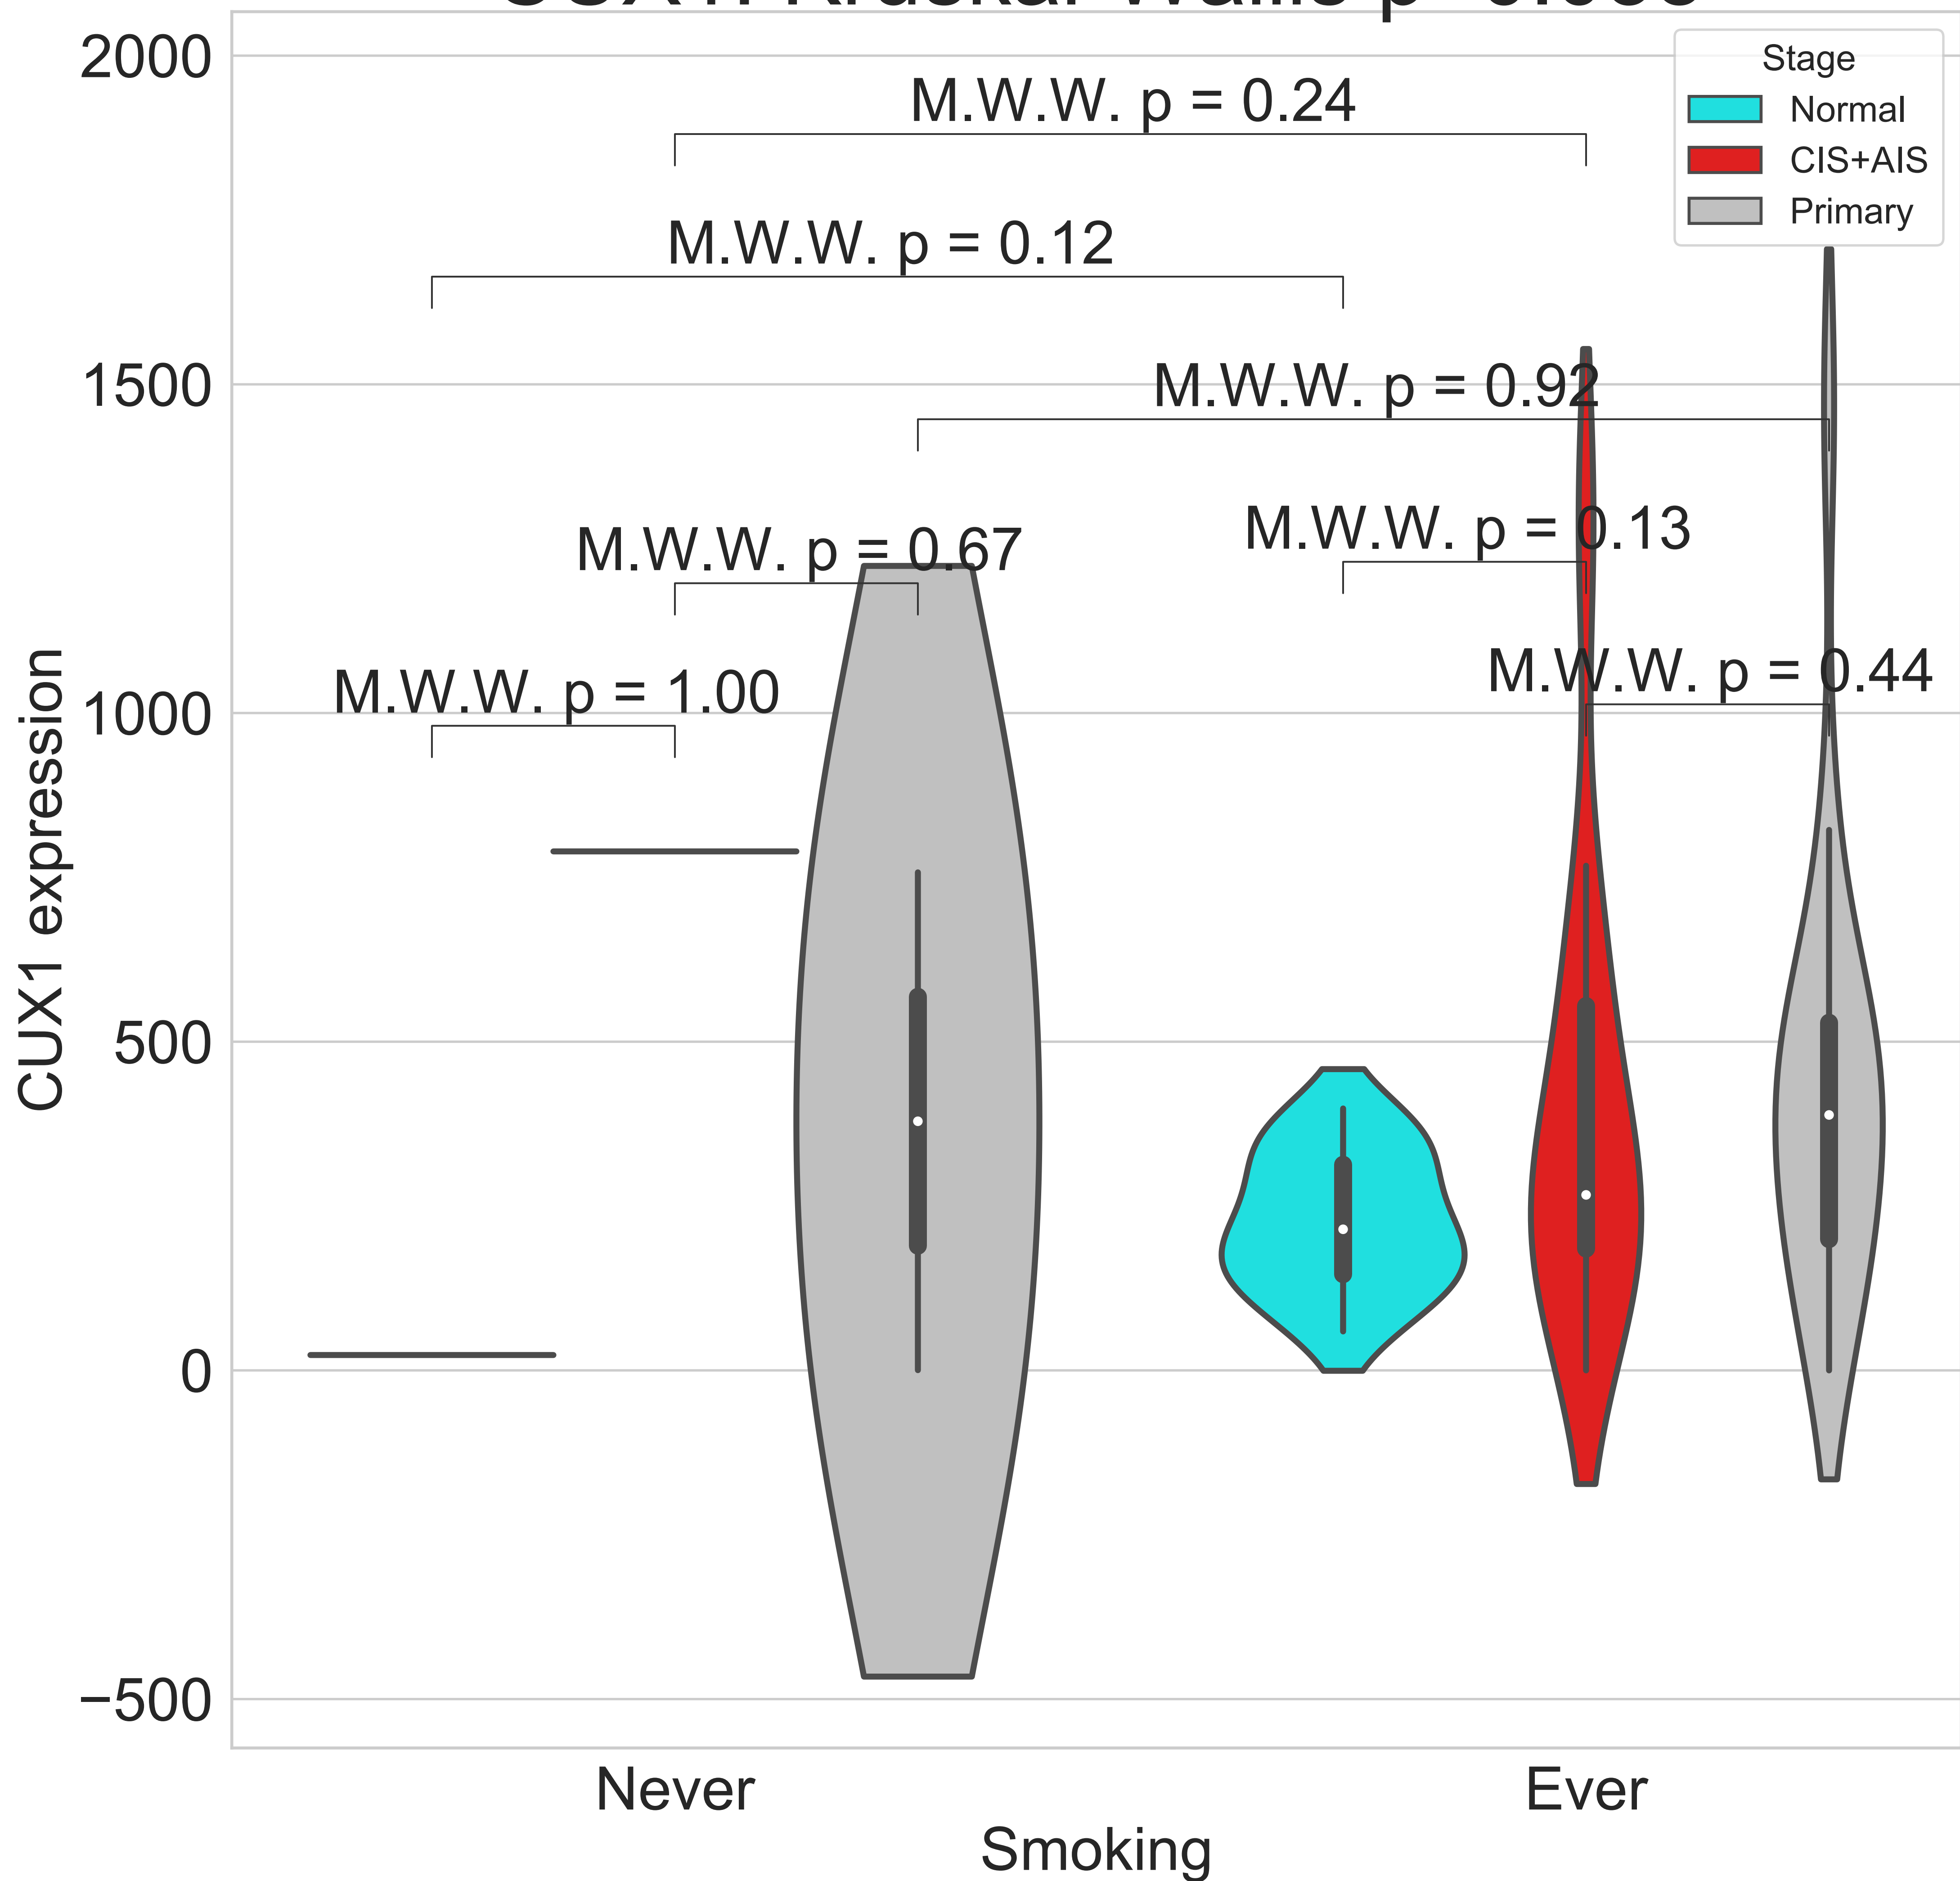 2000
1500
1000
500
0
−500
CUX1 expression
M.W.W. p = 0.24
M.W.W. p = 0.12
M.W.W. p = 0.92
M.W.W. p = 0.67
M.W.W. p = 0.13
M.W.W. p = 1.00
M.W.W. p = 0.44
Stage
Normal
CIS+AIS
Primary
Never
Ever
Smoking